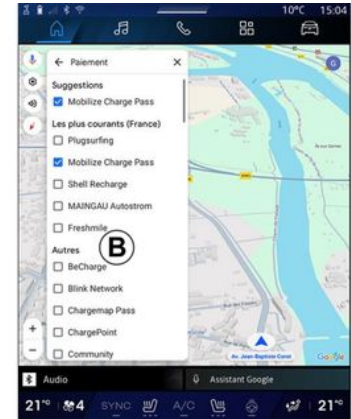 10°C 15:04
G
Paiement
Suggestions
Mobilize Charge Pass
Les plus courants (France)
Plugsurfing
Mobilize Charge Pass
Shell Recharge
MAINGAU Autostrom
Freshmile
B
Autres
BeCharge
Blink Network
Chargemap Pass
ChargePoint
Community
+
−
Av. Jean-Baptiste Corot
Google
Audio
Assistant Google
21°C 4 SYNC A/C 21°C